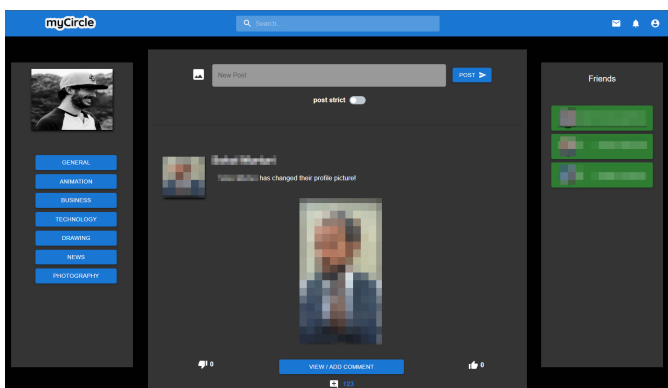 myCircle
Search...
New Post
POST
post strict
Friends
GENERAL
ANIMATION
BUSINESS
TECHNOLOGY
DRAWING
NEWS
PHOTOGRAPHY
has changed their profile picture!
0
VIEW / ADD COMMENT
0
123